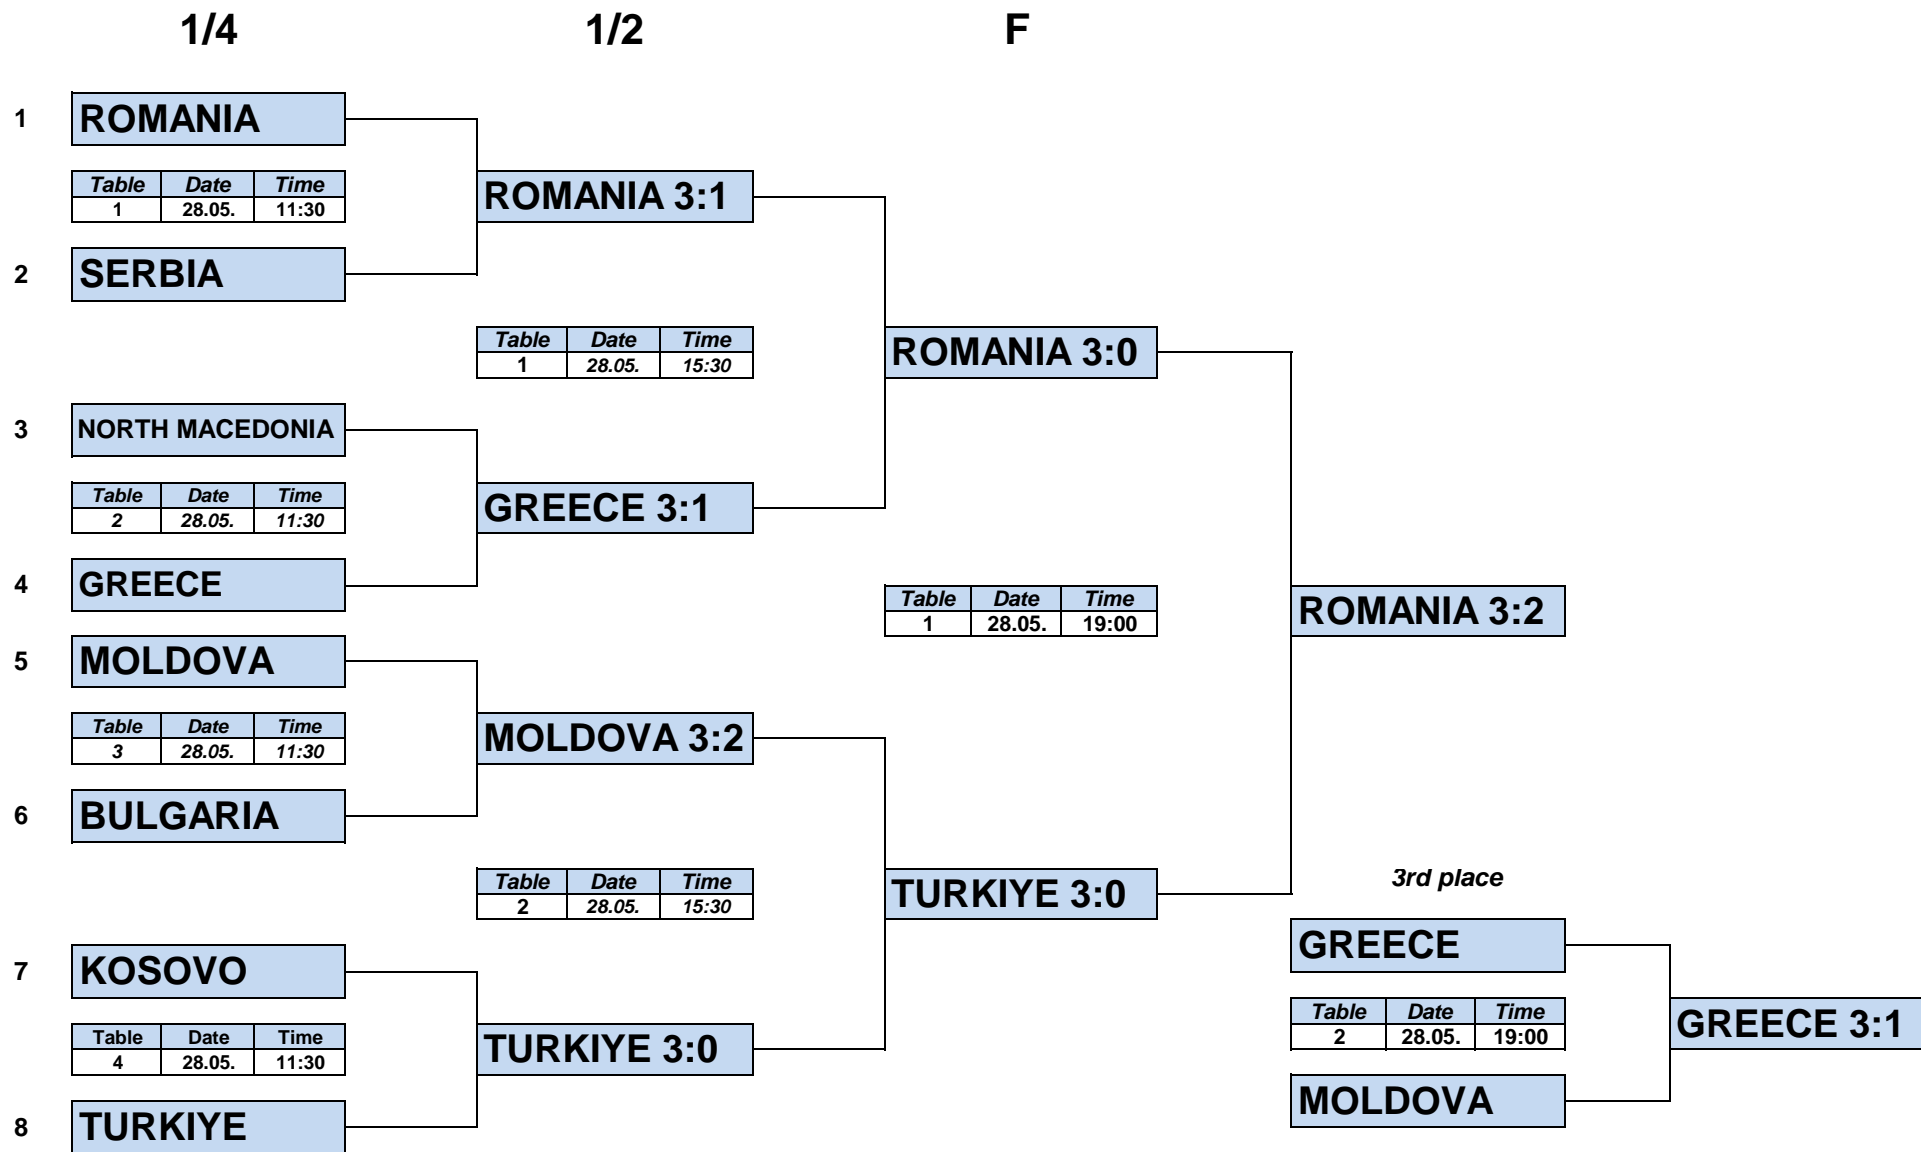 1/4 1/2 F
1 ROMANIA
Table Date Time
1 28.05. 11:30
ROMANIA 3:1
2 SERBIA
Table Date Time
1 28.05. 15:30
ROMANIA 3:0
3 NORTH MACEDONIA
Table Date Time
2 28.05. 11:30
GREECE 3:1
4 GREECE
Table Date Time
1 28.05. 19:00
ROMANIA 3:2
5 MOLDOVA
Table Date Time
3 28.05. 11:30
MOLDOVA 3:2
6 BULGARIA
Table Date Time
2 28.05. 15:30
TURKIYE 3:0
3rd place
7 KOSOVO
GREECE
Table Date Time
4 28.05. 11:30
TURKIYE 3:0
Table Date Time
2 28.05. 19:00
GREECE 3:1
8 TURKIYE
MOLDOVA